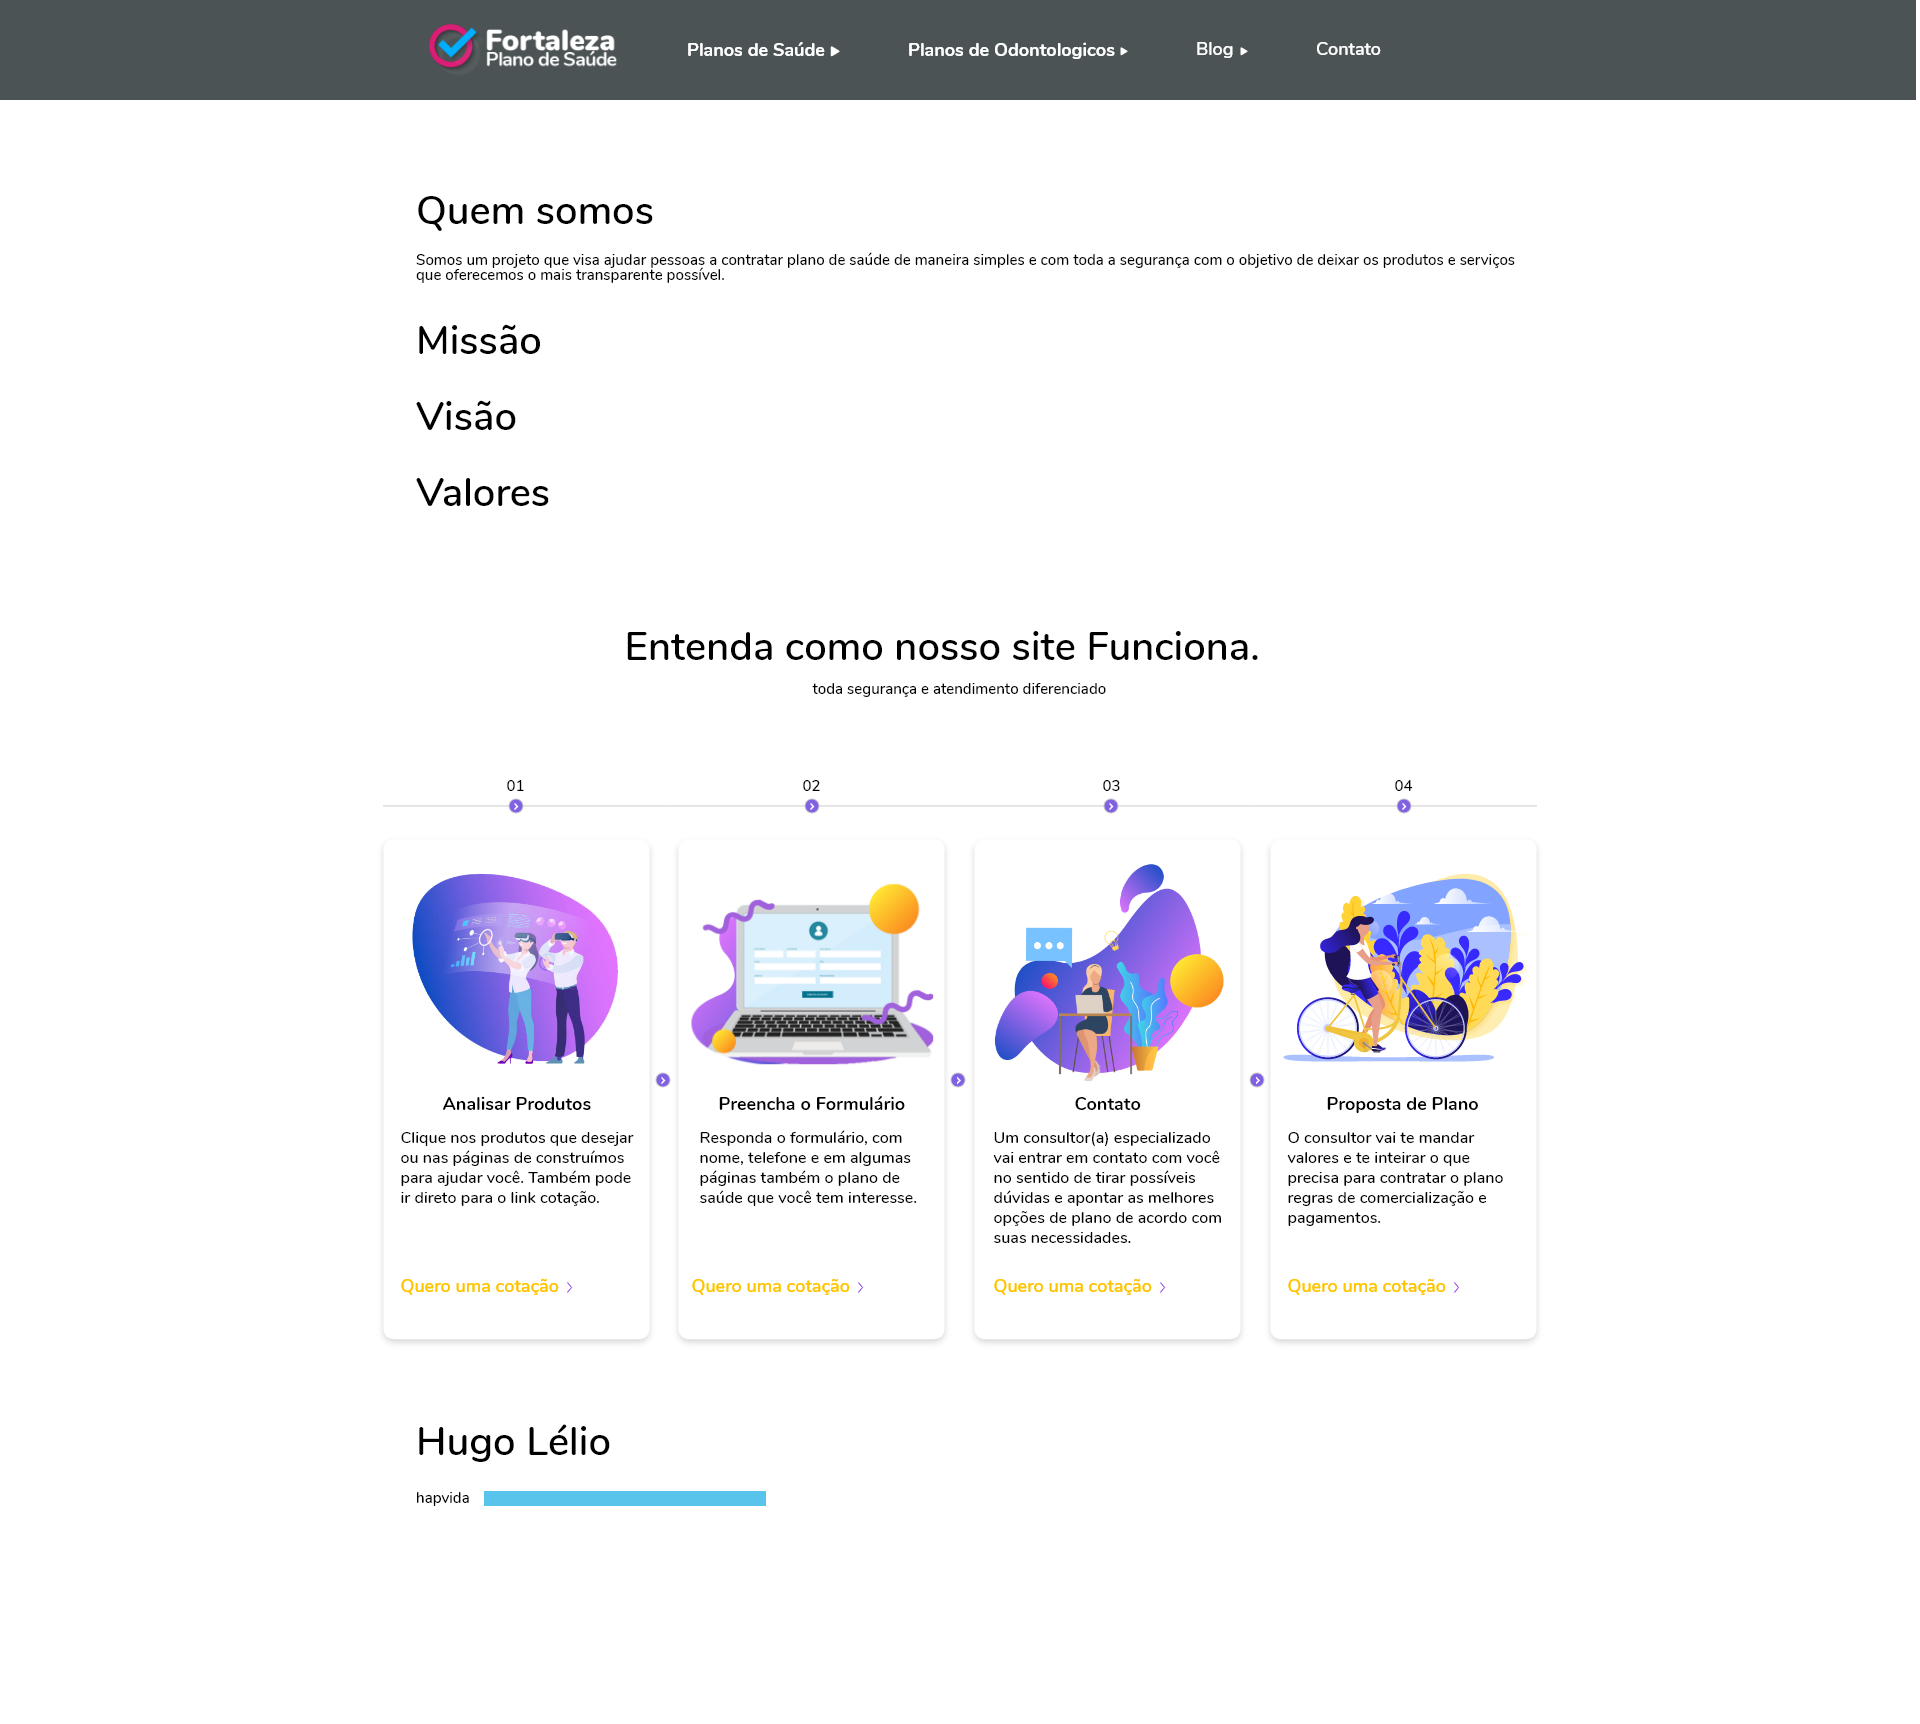 Fortaleza
Plano de Saúde
Planos de Saúde
Planos de Odontologicos
Blog
Contato
Quem somos
Somos um projeto que visa ajudar pessoas a contratar plano de saúde de maneira simples e com toda a segurança com o objetivo de deixar os produtos e serviços
que oferecemos o mais transparente possível.
Missão
Visão
Valores
Entenda como nosso site Funciona.
toda segurança e atendimento diferenciado
01
02
03
04
Analisar Produtos
Clique nos produtos que desejar
ou nas páginas de construímos
para ajudar você. Também pode
ir direto para o link cotação.
Quero uma cotação
Preencha o Formulário
Responda o formulário, com
nome, telefone e em algumas
páginas também o plano de
saúde que você tem interesse.
Quero uma cotação
Contato
Um consultor(a) especializado
vai entrar em contato com você
no sentido de tirar possíveis
dúvidas e apontar as melhores
opções de plano de acordo com
suas necessidades.
Quero uma cotação
Proposta de Plano
O consultor vai te mandar
valores e te inteirar o que
precisa para contratar o plano
regras de comercialização e
pagamentos.
Quero uma cotação
Hugo Lélio
hapvida